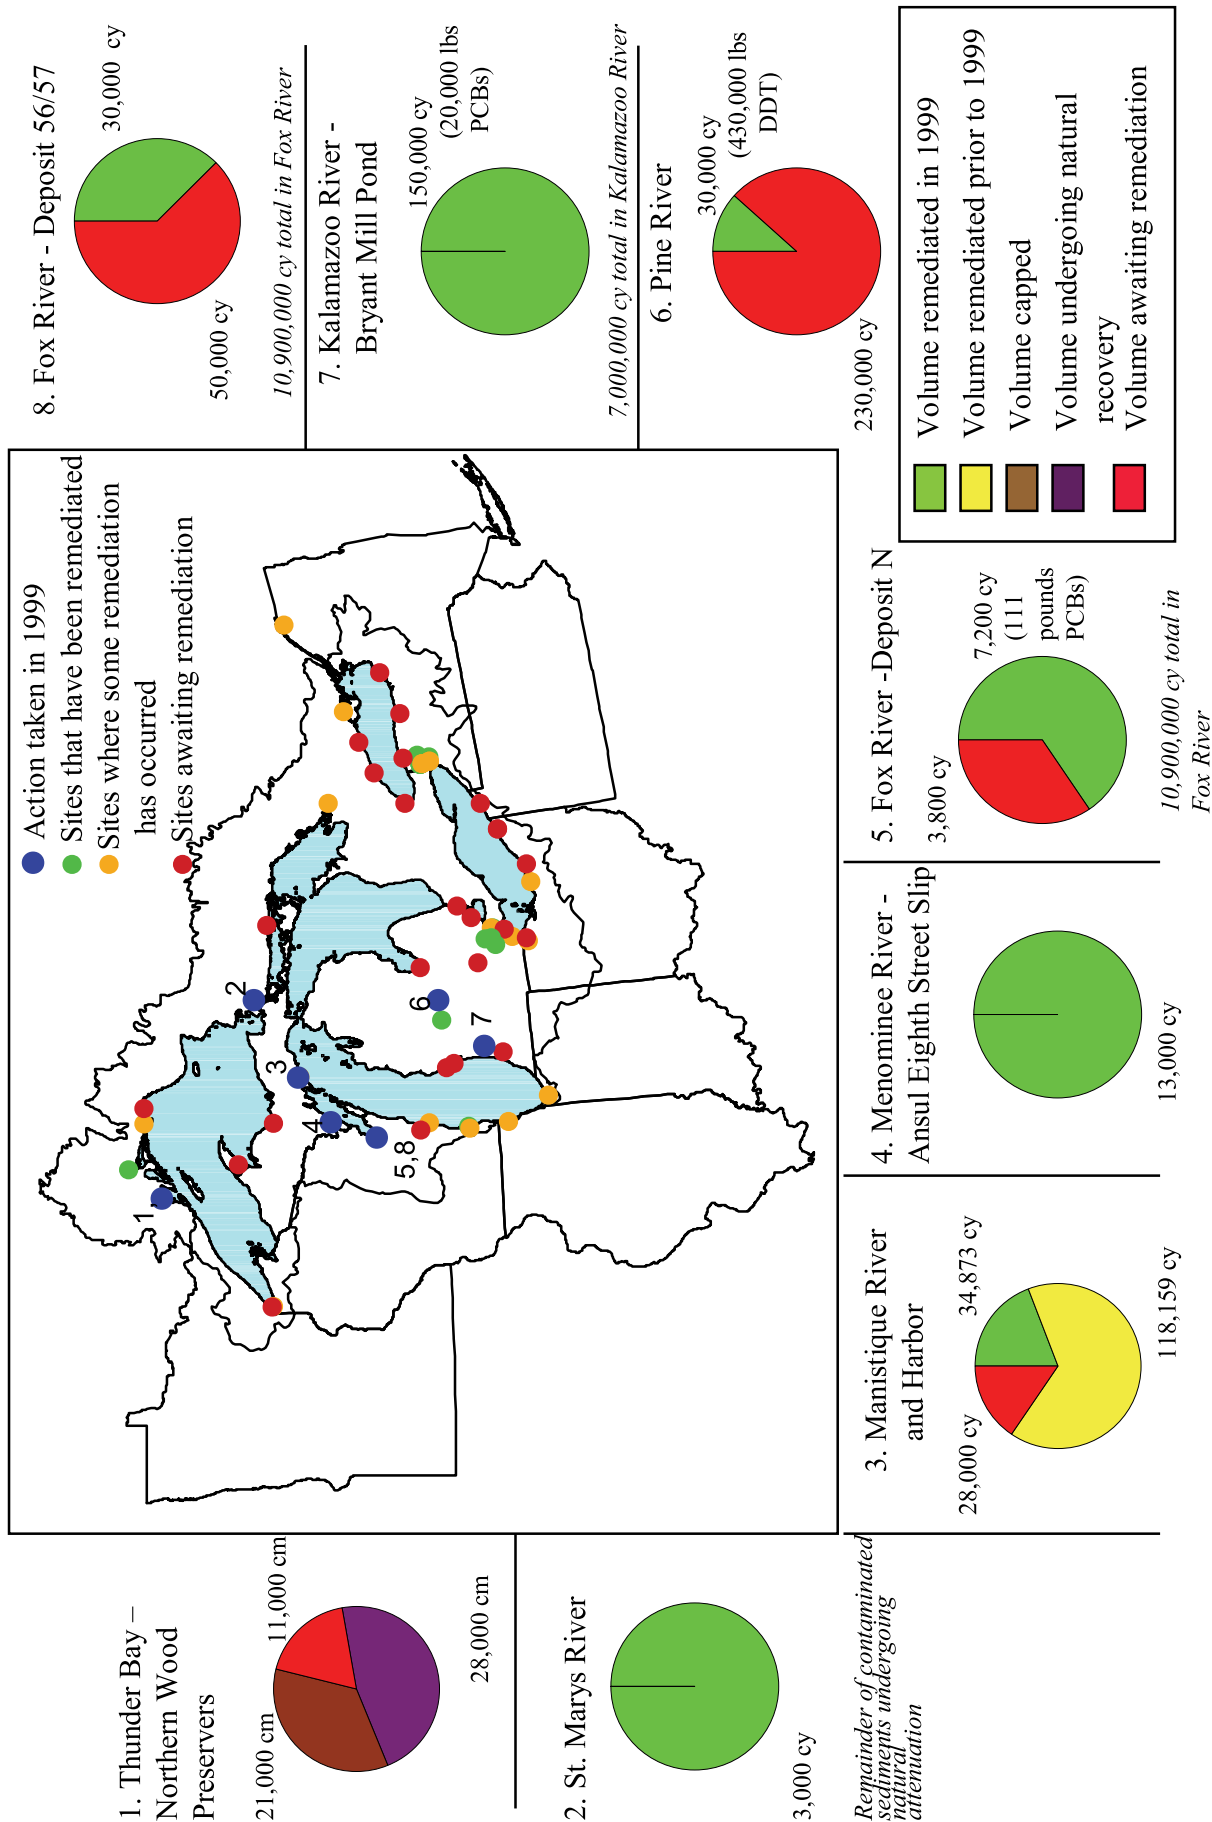 1. Thunder Bay –
Northern Wood
Preservers
21,000 cm
11,000 cm
28,000 cm
2. St. Marys River
3,000 cy
Remainder of contaminated
sediments undergoing
natural
attenuation
Action taken in 1999
Sites that have been remediated
Sites where some remediation
has occurred
Sites awaiting remediation
1
2
3
4
5,8
6
7
3. Manistique River
and Harbor
28,000 cy
34,873 cy
118,159 cy
4. Menominee River -
Ansul Eighth Street Slip
13,000 cy
5. Fox River -Deposit N
3,800 cy
7,200 cy
(111
pounds
PCBs)
10,900,000 cy total in
Fox River
8. Fox River - Deposit 56/57
30,000 cy
50,000 cy
10,900,000 cy total in Fox River
7. Kalamazoo River -
Bryant Mill Pond
150,000 cy
(20,000 lbs
PCBs)
7,000,000 cy total in Kalamazoo River
6. Pine River
30,000 cy
(430,000 lbs
DDT)
230,000 cy
Volume remediated in 1999
Volume remediated prior to 1999
Volume capped
Volume undergoing natural
recovery
Volume awaiting remediation